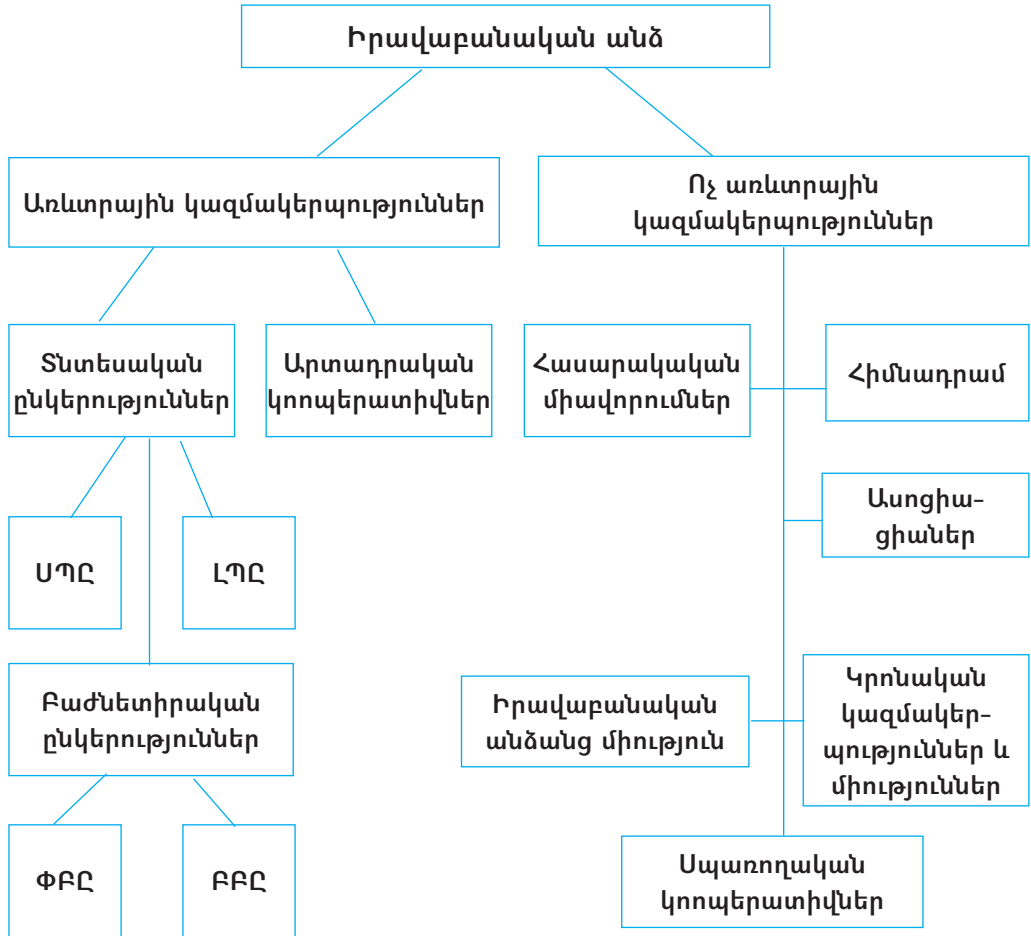 Իրավաբանական անձ
Առևտրային կազմակերպություններ
Ոչ առևտրային
կազմակերպություններ
Տնտեսական
ընկերություններ
Արտադրական
կոոպերատիվներ
Հասարակական
միավորումներ
Հիմնադրամ
Ասոցիա-
ցիաներ
ՍՊԸ
ԼՊԸ
Բաժնետիրական
ընկերություններ
Իրավաբանական
անձանց միություն
Կրոնական
կազմակեր-
պություններ և
միություններ
ՓԲԸ
ԲԲԸ
Սպառողական
կոոպերատիվներ